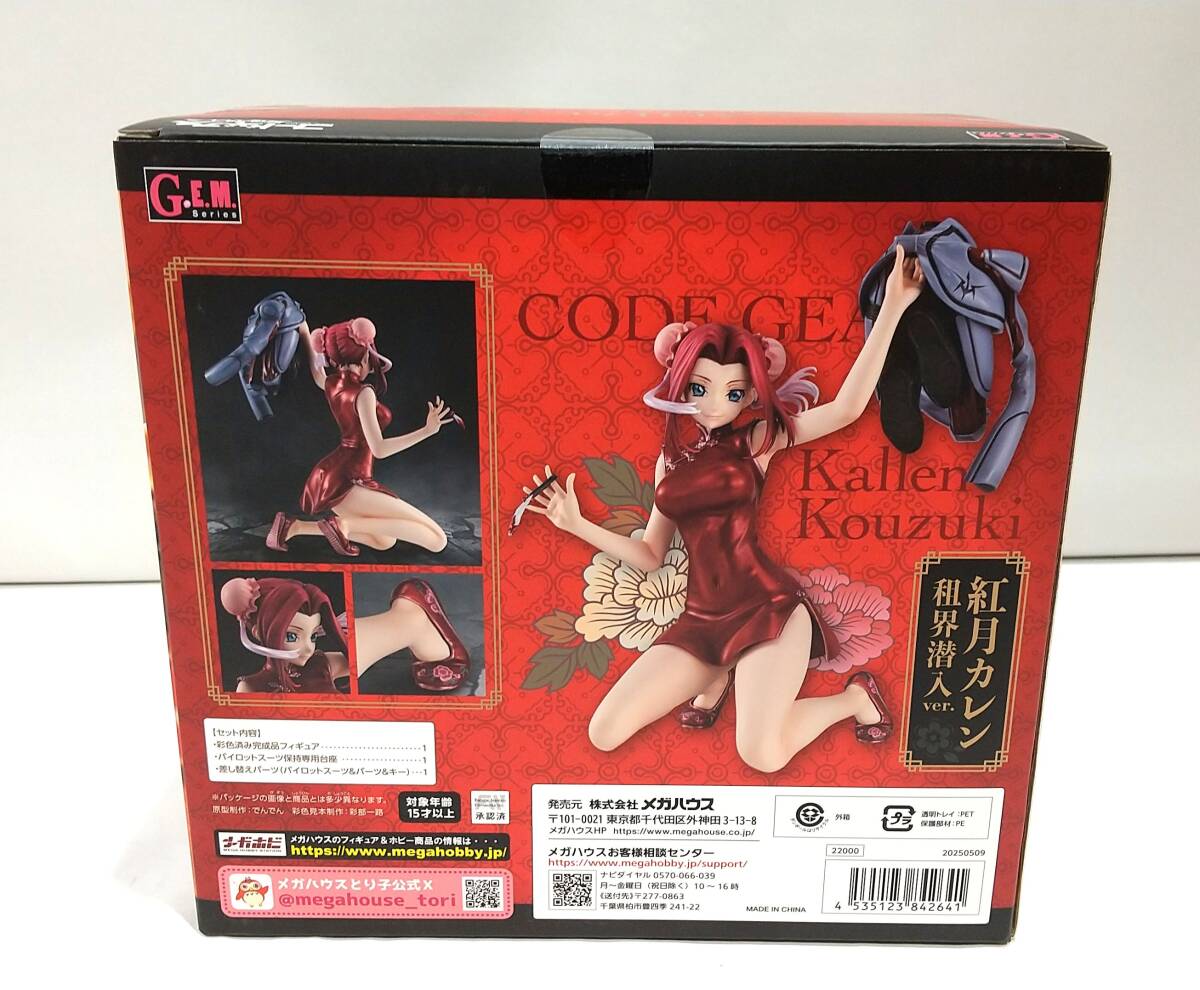 G.E.M.
Series
CODE GEA
Kallen
Kouzuki
紅月カレン
租界潜入
ver.
【セット内容】
・彩色済み完成品フィギュア‥‥‥‥‥‥‥‥1
・パイロットスーツ保持専用台座‥‥‥‥‥‥1
・差し替えパーツ(パイロットスーツ&パーツ&キー)‥‥1
※パッケージの画像と商品とは多少異なります。
原型制作：でんでん 彩色見本制作：彩部一路
対象年齢
15才以上
承認済
メガホビ
メガハウスのフィギュア&ホビー商品の情報は・・・
https://www.megahobby.jp/
メガハウスとり子公式X
@megahouse_tori
発売元 株式会社 メガハウス
〒101-0021 東京都千代田区外神田3-13-8
メガハウスHP https://www.megahouse.co.jp/
メガハウスお客様相談センター
https://www.megahobby.jp/support/
ナビダイヤル 0570-066-039
月～金曜日(祝日除く)10～16時
《送付先》〒277-0863
千葉県柏市豊四季 241-22
MADE IN CHINA
外箱
プラ
透明トレイ：PET
保護部材：PE
22000
20250509
4 535123 842641